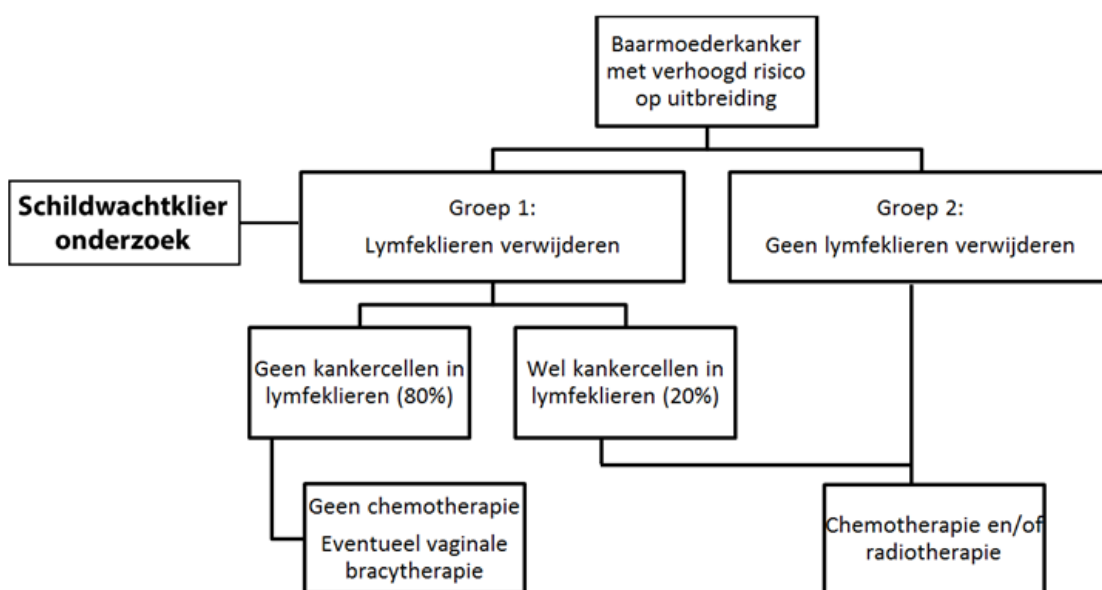 Baarmoederkanker
met verhoogd risico
op uitbreiding
Schildwachtklier
onderzoek
Groep 1:
Lymfeklieren verwijderen
Groep 2:
Geen lymfeklieren verwijderen
Geen kankercellen in
lymfeklieren (80%)
Wel kankercellen in
lymfeklieren (20%)
Geen chemotherapie
Eventueel vaginale
bracytherapie
Chemotherapie en/of
radiotherapie